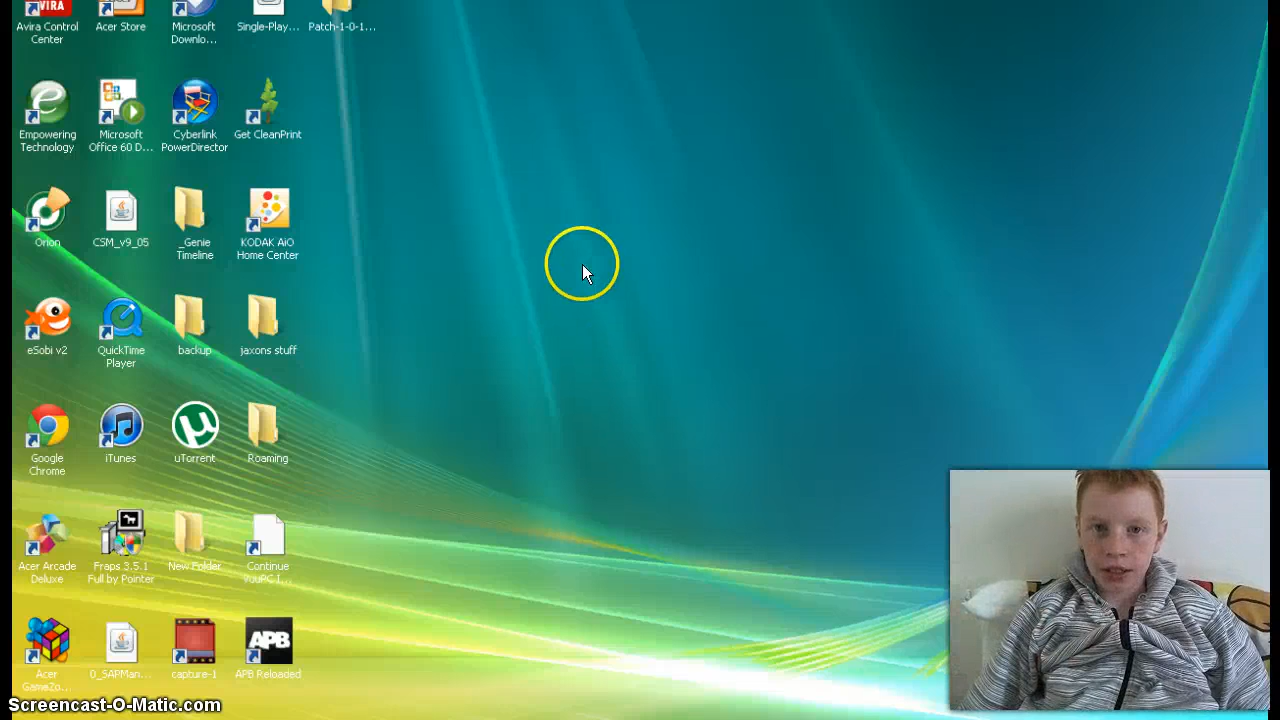 AVIRA
Avira Control
Center
Acer Store
Microsoft
Downlo...
Single-Play...
Patch-1-0-1...
Empowering
Technology
Microsoft
Office 60 D...
Cyberlink
PowerDirector
Get CleanPrint
Orion
CSM_v9_05
_Genie
Timeline
KODAK AiO
Home Center
eSobi v2
QuickTime
Player
backup
jaxons stuff
Google
Chrome
iTunes
uTorrent
Roaming
Acer Arcade
Deluxe
Fraps 3.5.1
Full by Pointer
New Folder
Continue
VuuPC I...
Acer
GameZo...
0_SAPMan...
capture-1
APB
APB Reloaded
Screencast-O-Matic.com